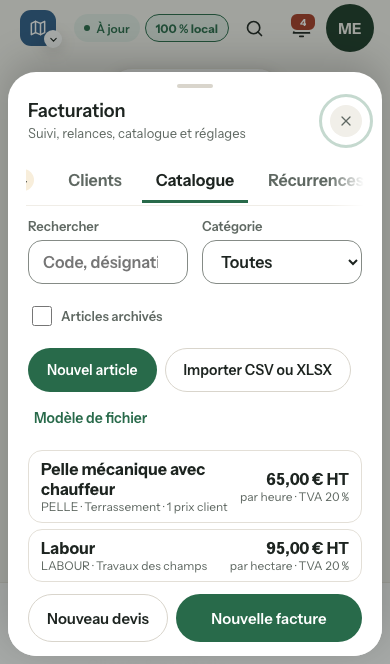 À jour
100 % local
4
ME
Facturation
Suivi, relances, catalogue et réglages
Clients
Catalogue
Récurrences
Rechercher
Catégorie
Code, désignati
Toutes
Articles archivés
Nouvel article
Importer CSV ou XLSX
Modèle de fichier
Pelle mécanique avec
chauffeur
65,00 € HT
PELLE · Terrassement · 1 prix client
par heure · TVA 20 %
Labour
95,00 € HT
LABOUR · Travaux des champs
par hectare · TVA 20 %
Nouveau devis
Nouvelle facture